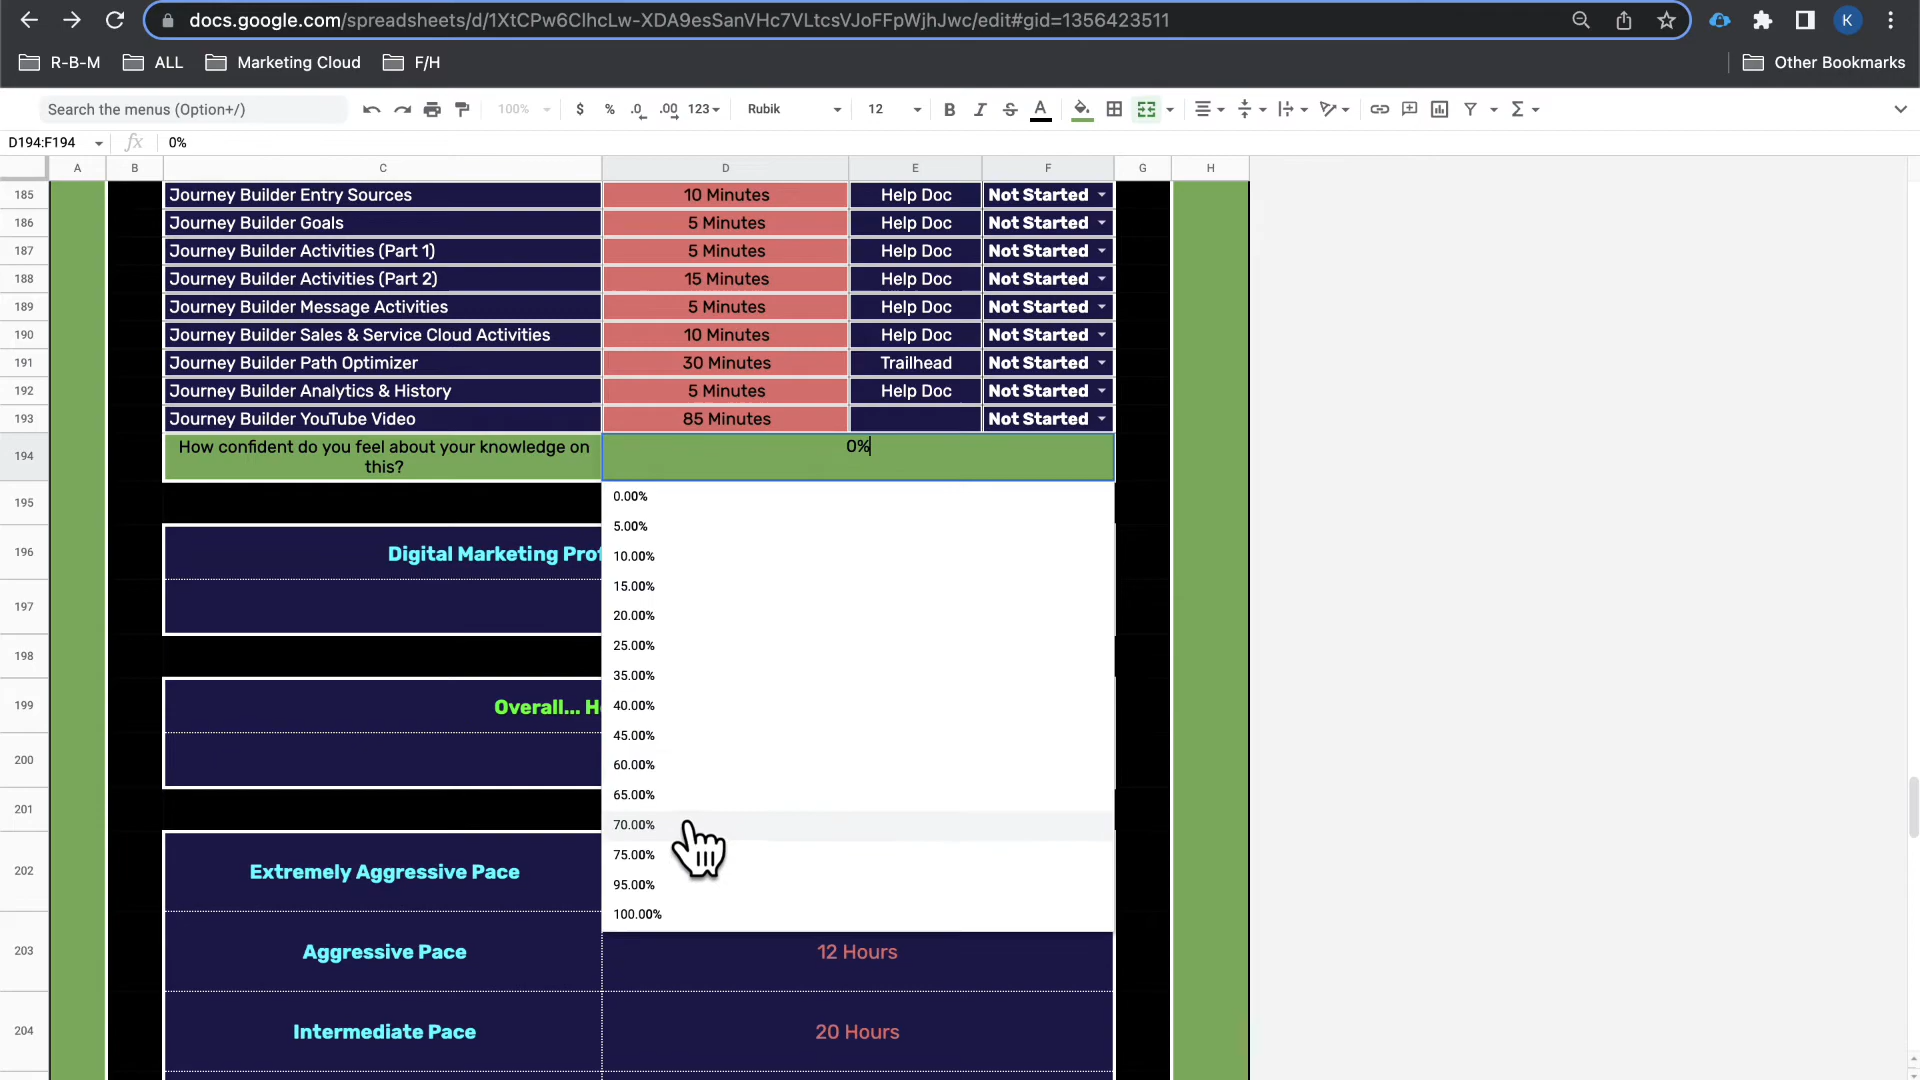 docs.google.com/spreadsheets/d/1XtCPw6ClhcLw-XDA9esSanVHc7VLtcsVJoFFpWjhJwc/edit#gid=1356423511
K
R-B-M ALL Marketing Cloud F/H Other Bookmarks
Search the menus (Option+/) 100% $ % .0 .00 123 Rubik 12 B I S A
D194:F194 fx 0%
A B C D E F G H
185 Journey Builder Entry Sources 10 Minutes Help Doc Not Started
186 Journey Builder Goals 5 Minutes Help Doc Not Started
187 Journey Builder Activities (Part 1) 5 Minutes Help Doc Not Started
188 Journey Builder Activities (Part 2) 15 Minutes Help Doc Not Started
189 Journey Builder Message Activities 5 Minutes Help Doc Not Started
190 Journey Builder Sales & Service Cloud Activities 10 Minutes Help Doc Not Started
191 Journey Builder Path Optimizer 30 Minutes Trailhead Not Started
192 Journey Builder Analytics & History 5 Minutes Help Doc Not Started
193 Journey Builder YouTube Video 85 Minutes Not Started
194 How confident do you feel about your knowledge on 0%
this?
0.00%
195
5.00%
196 Digital Marketing Prof
10.00%
15.00%
197
20.00%
25.00%
198
35.00%
199 Overall... H
40.00%
45.00%
200
60.00%
65.00%
201
70.00%
75.00%
202 Extremely Aggressive Pace
95.00%
100.00%
203 Aggressive Pace 12 Hours
204 Intermediate Pace 20 Hours